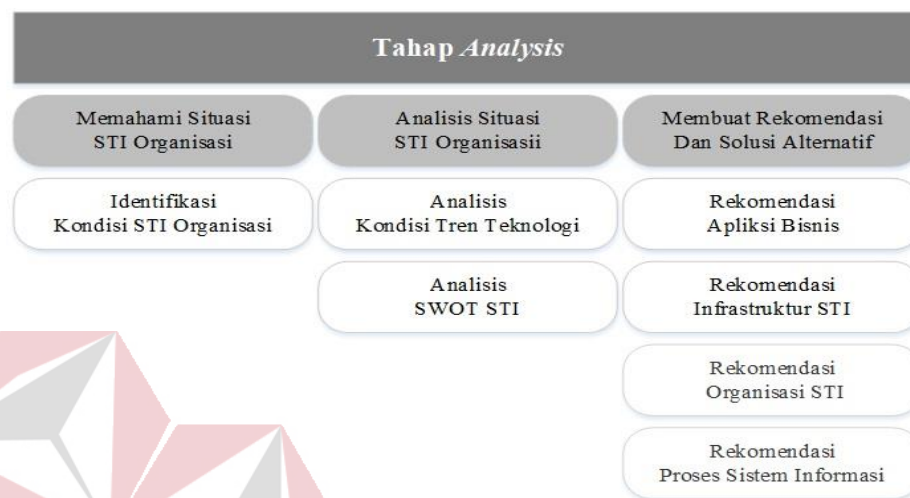 Tahap Analysis
Memahami Situasi
STI Organisasi
Analisis Situasi
STI Organisasii
Membuat Rekomendasi
Dan Solusi Alternatif
Identifikasi
Kondisi STI Organisasi
Analisis
Kondisi Tren Teknologi
Rekomendasi
Apliksi Bisnis
Analisis
SWOT STI
Rekomendasi
Infrastruktur STI
Rekomendasi
Organisasi STI
Rekomendasi
Proses Sistem Informasi